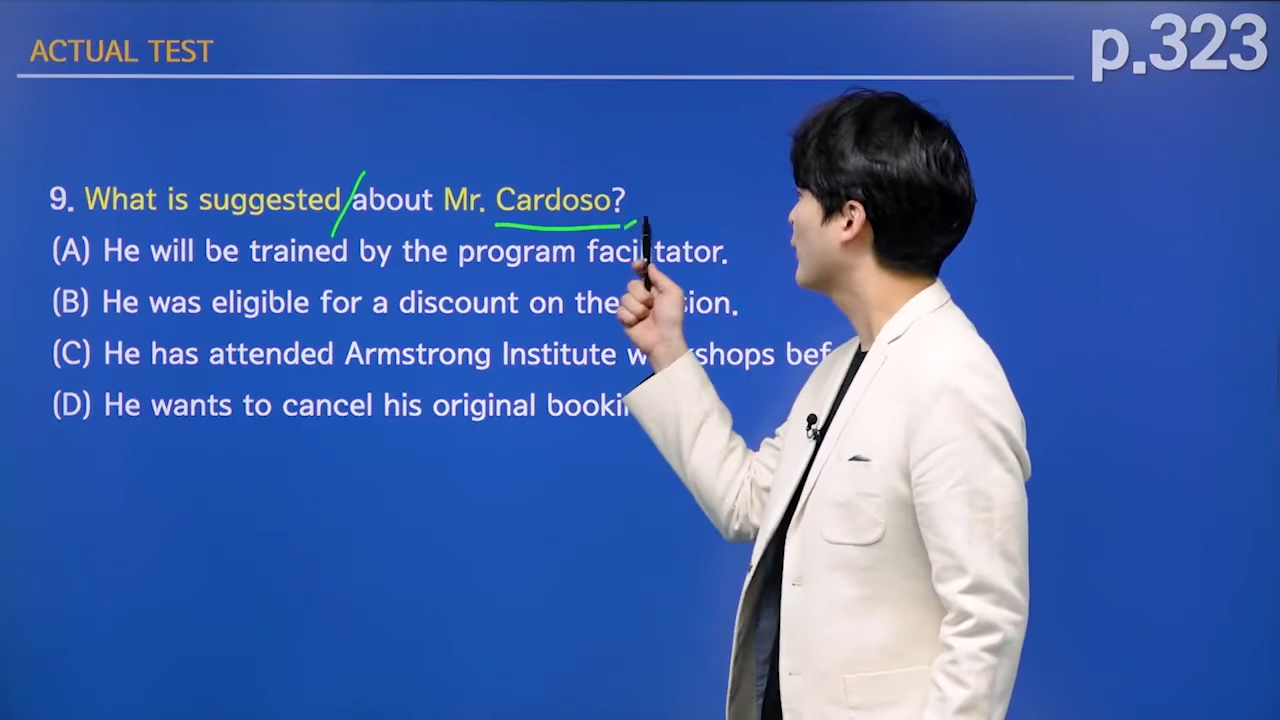 ACTUAL TEST
p.323
9. What is suggested about Mr. Cardoso?
(A) He will be trained by the program facilitator.
(B) He was eligible for a discount on the
(C) He has attended Armstrong Institute workshops
(D) He wants to cancel his original